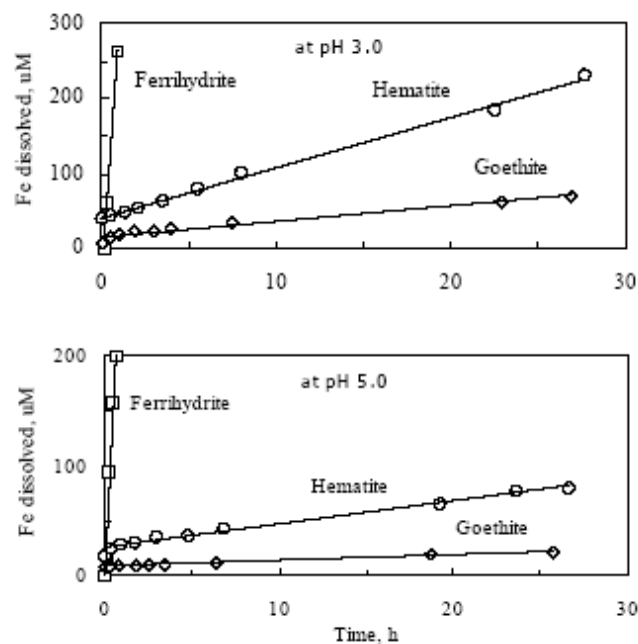 300
at pH 3.0
Ferrihydrite
Hematite
200
Fe dissolved, uM
100
Goethite
0
0 10 20 30
200
at pH 5.0
Ferrihydrite
Fe dissolved, uM
100
Hematite
Goethite
0
0 10 20 30
Time, h